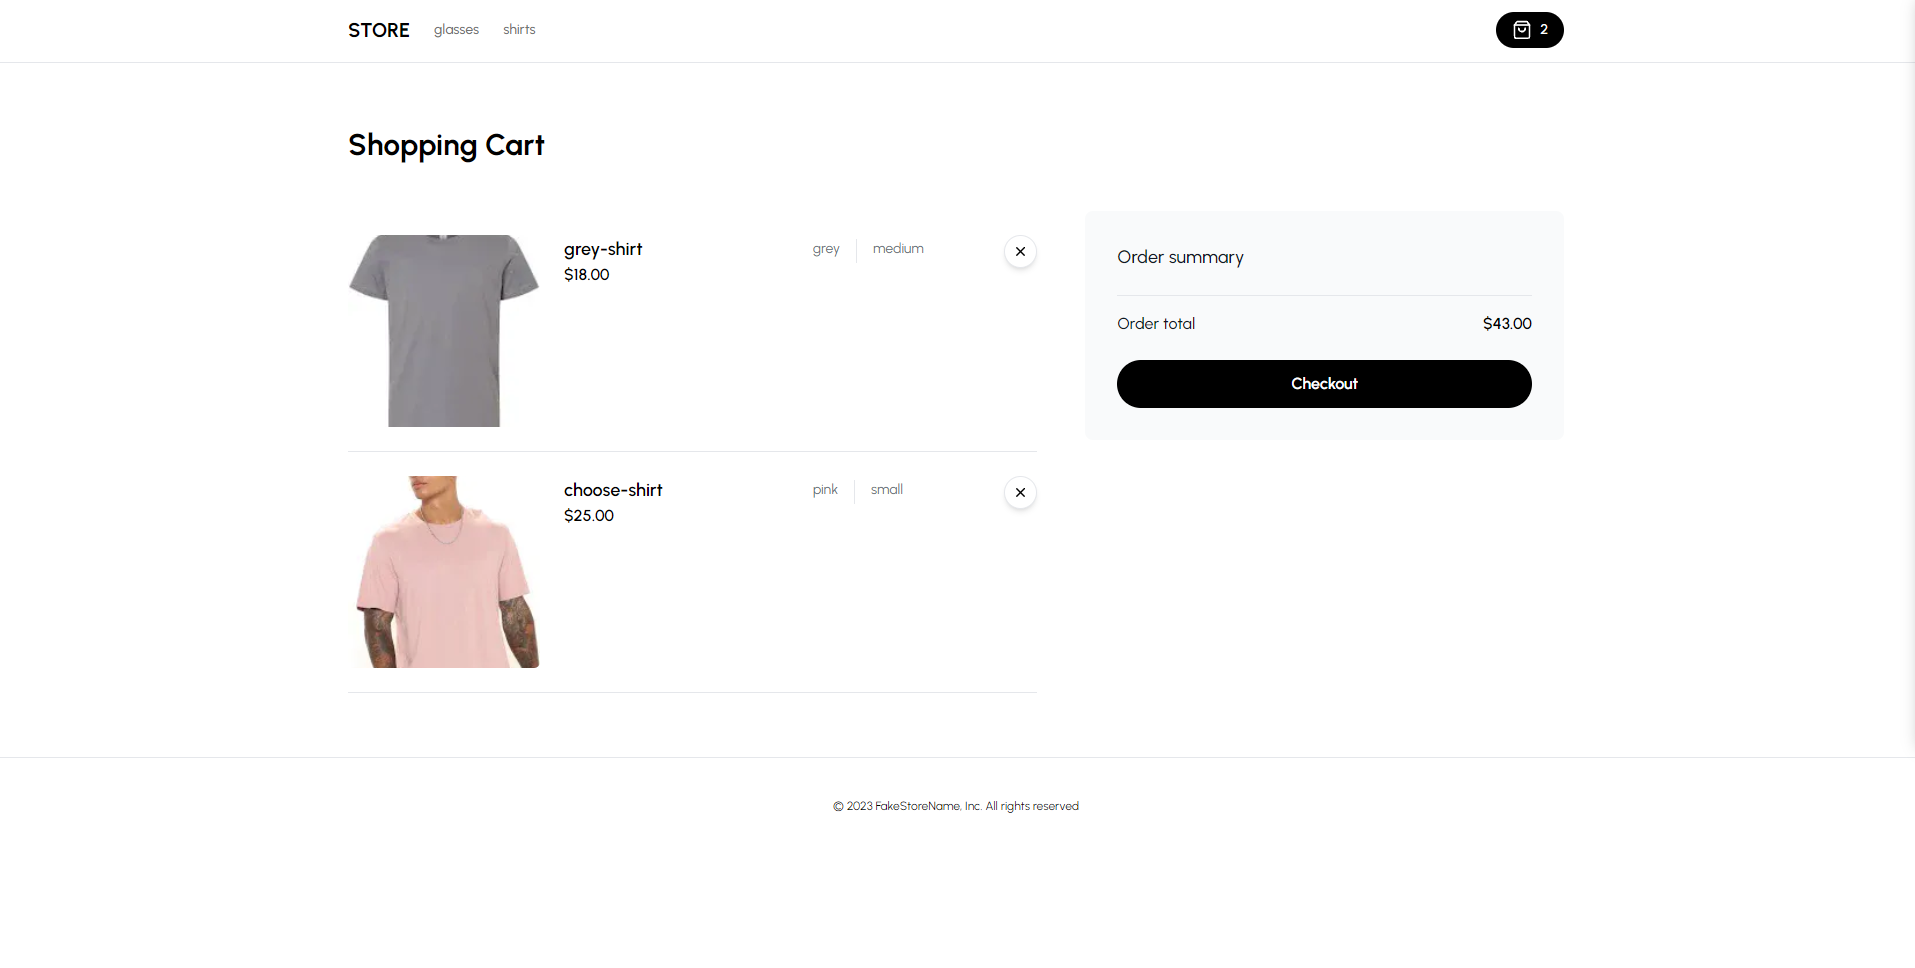 STORE glasses shirts 2
Shopping Cart
grey-shirt grey medium
$18.00
choose-shirt pink small
$25.00
Order summary
Order total $43.00
Checkout
© 2023 FakeStoreName, Inc. All rights reserved